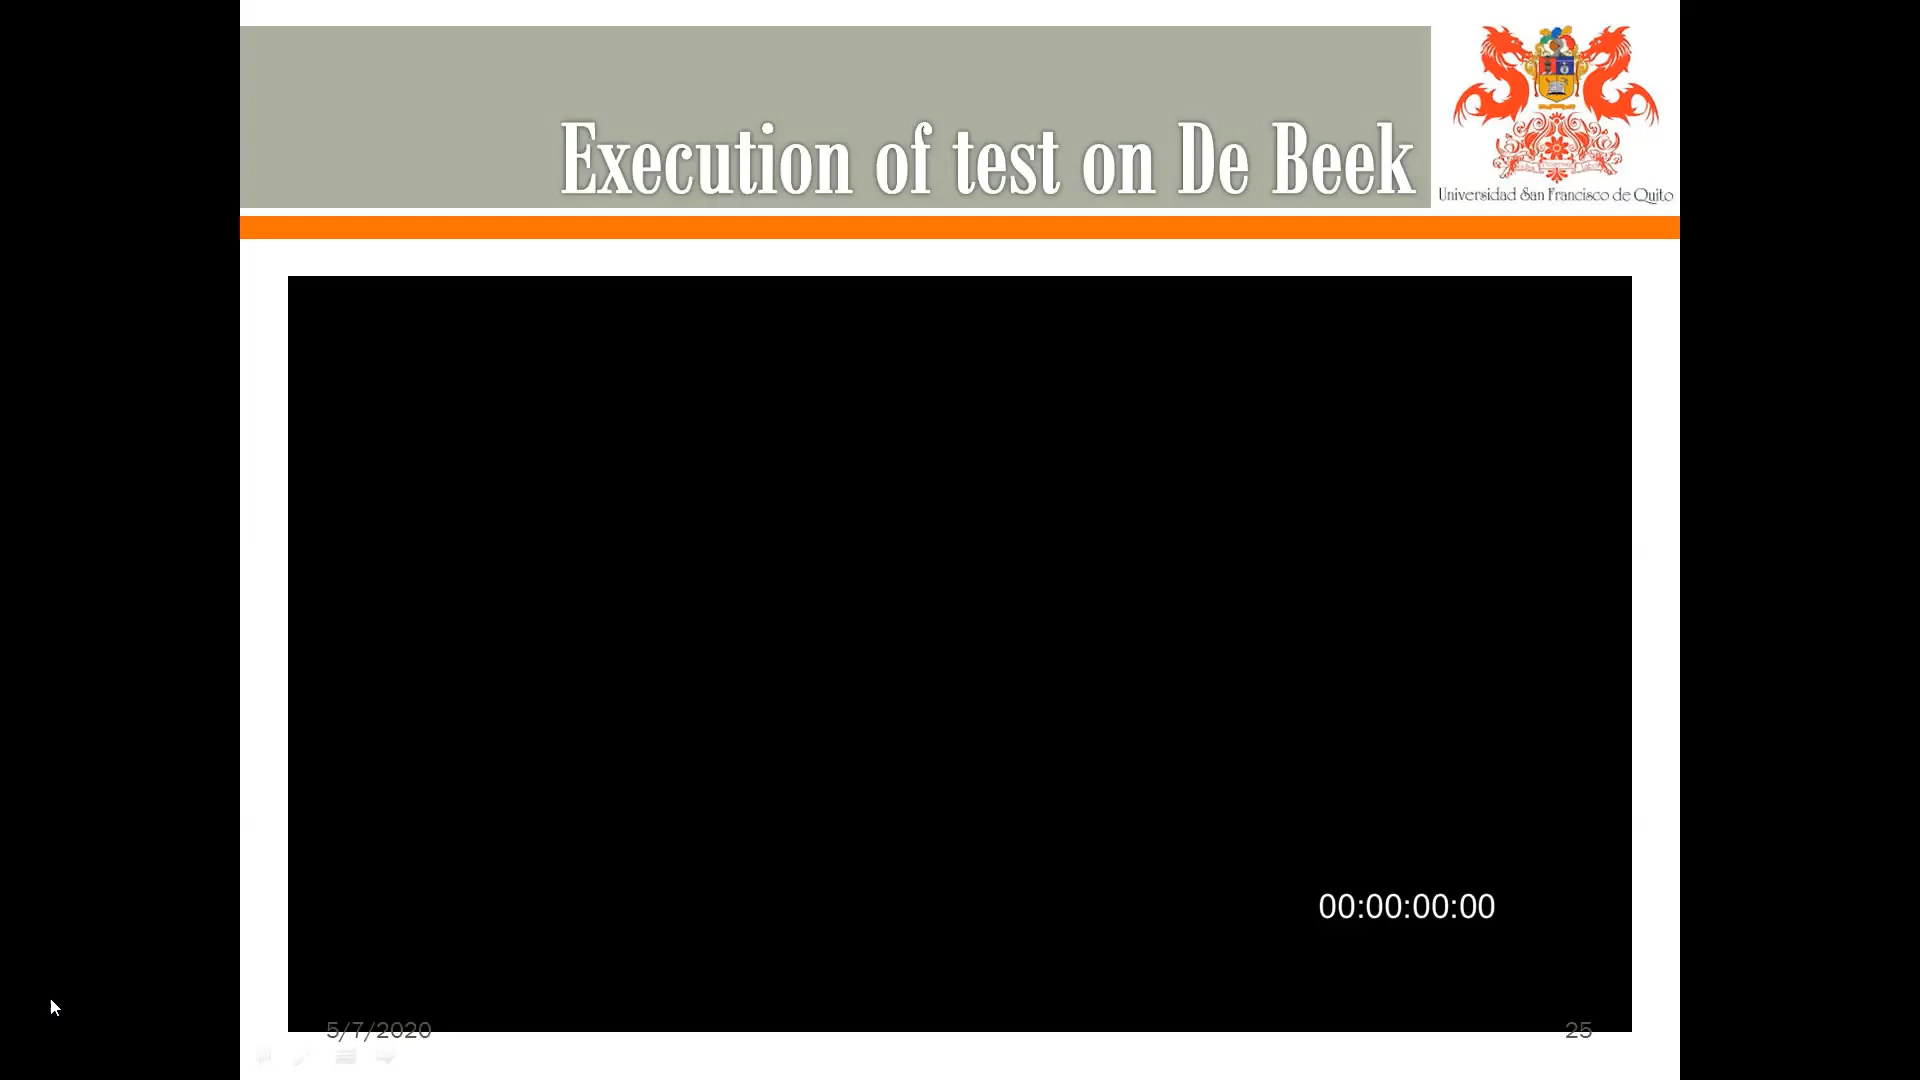 Execution of test on De Beek
Universidad San Francisco de Quito
00:00:00:00
5/7/2020
25